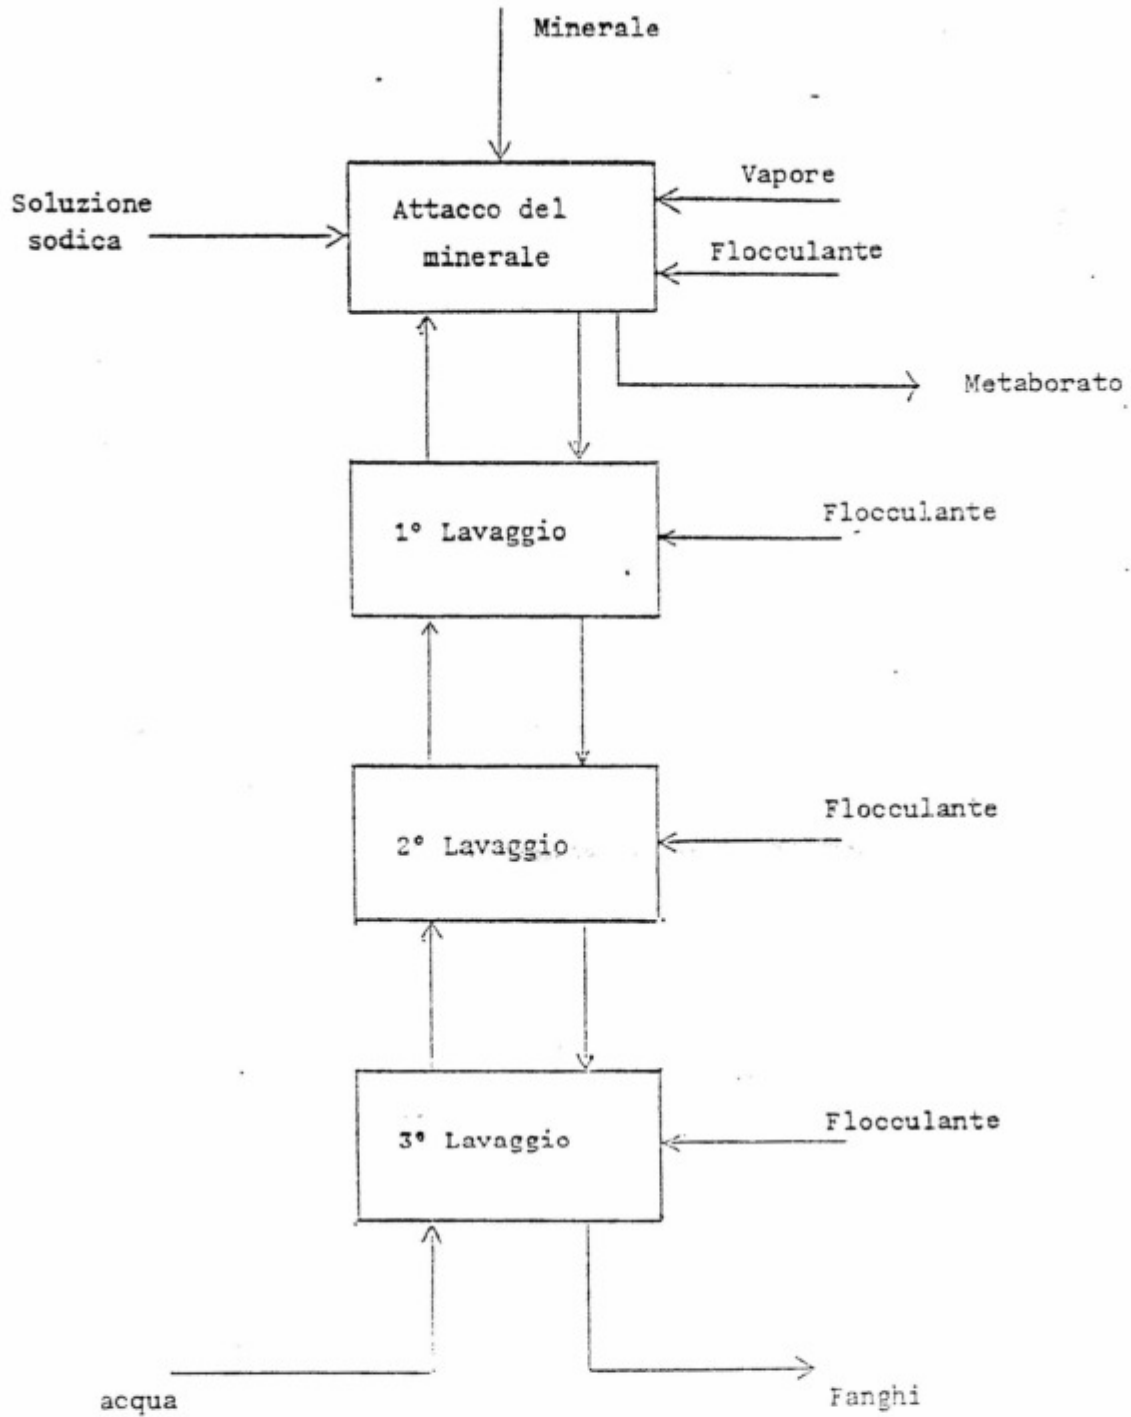 Minerale
Vapore
Soluzione
sodica
Attacco del
minerale
Flocculante
Metaborato
Flocculante
1° Lavaggio
Flocculante
2° Lavaggio
Flocculante
3° Lavaggio
acqua
Fanghi